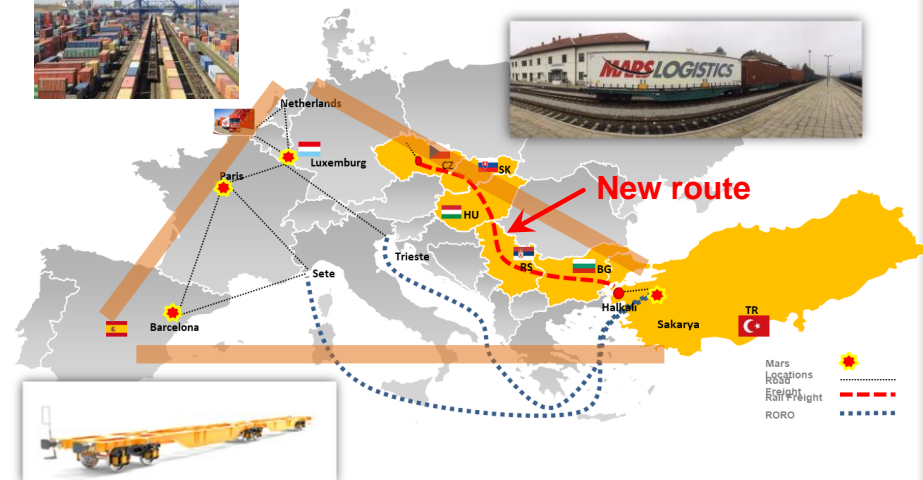 MARS LOGISTICS
Netherlands
Luxemburg
Paris
CZ
SK
New route
HU
RS
BG
Trieste
Sete
Halkali
TR
Sakarya
Barcelona
Mars
Locations
Road
Freight
Rail Freight
RORO